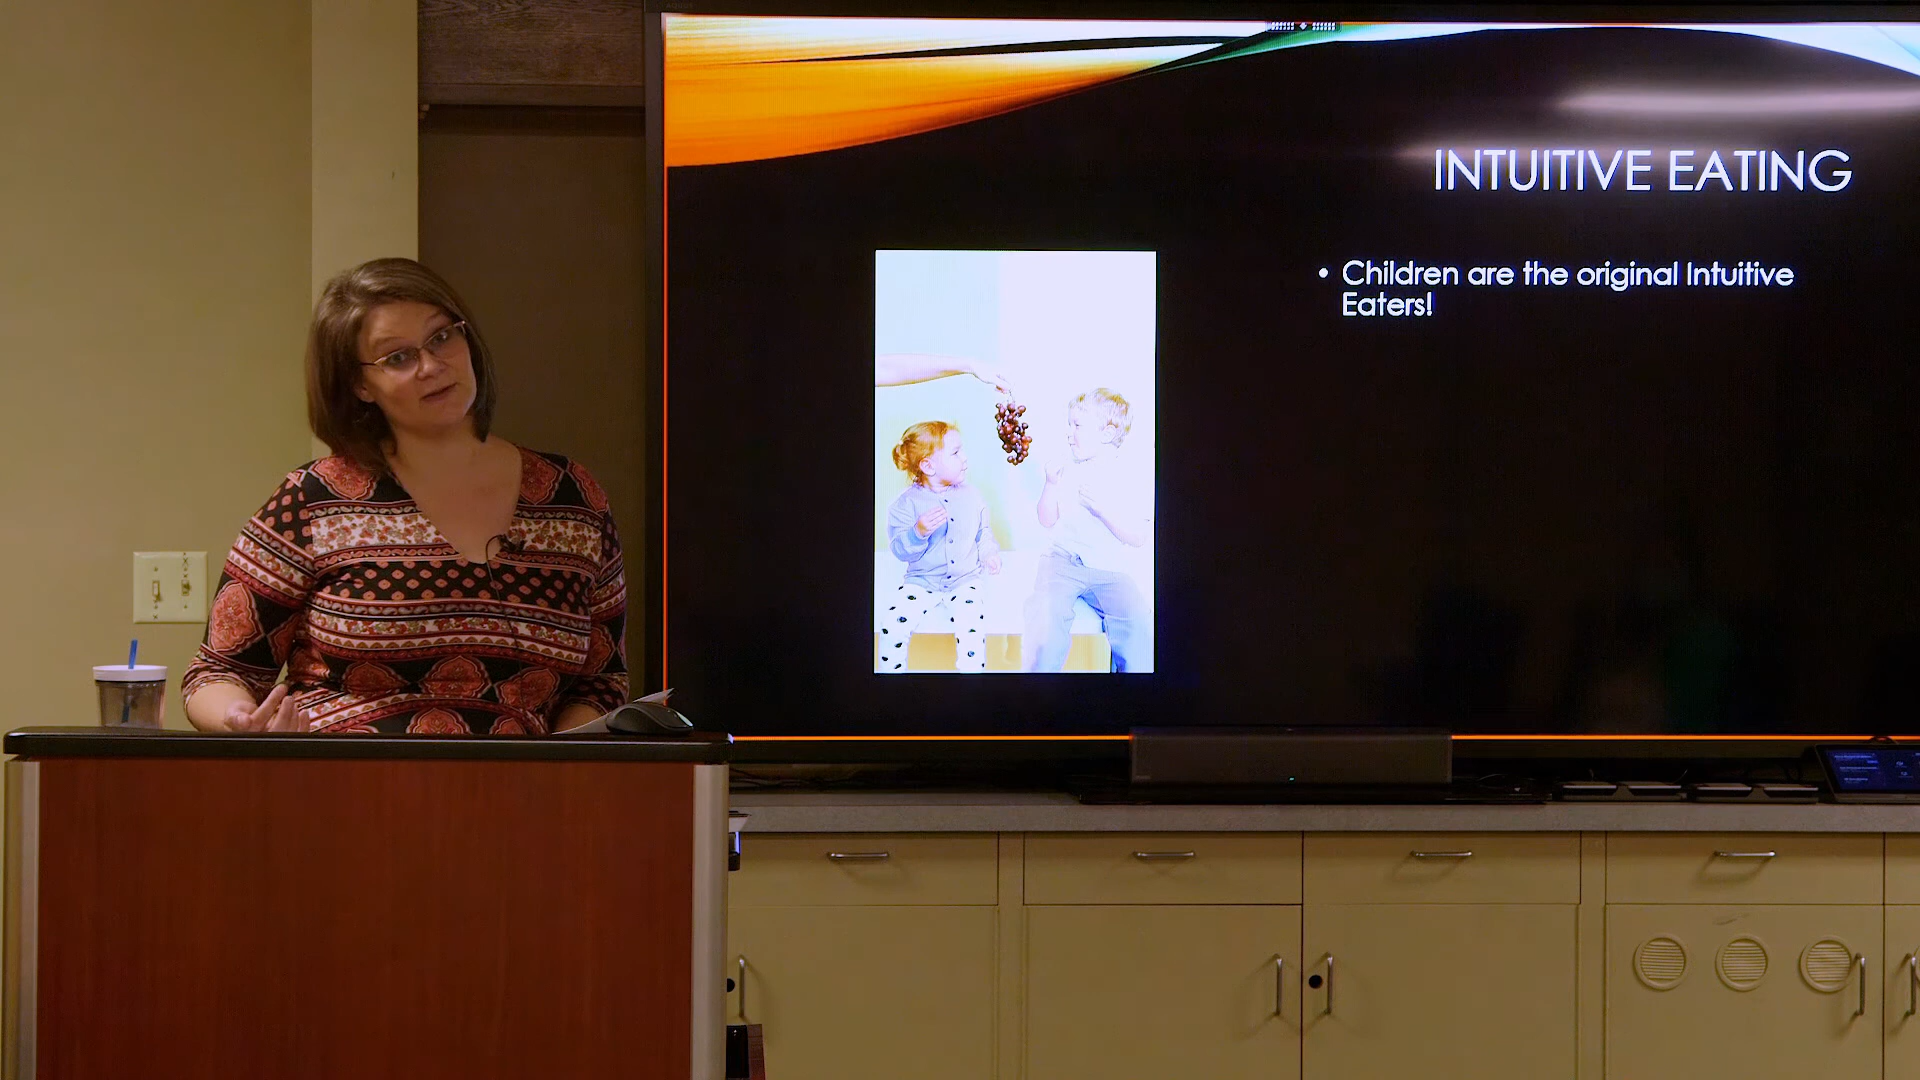 INTUITIVE EATING
• Children are the original Intuitive
Eaters!